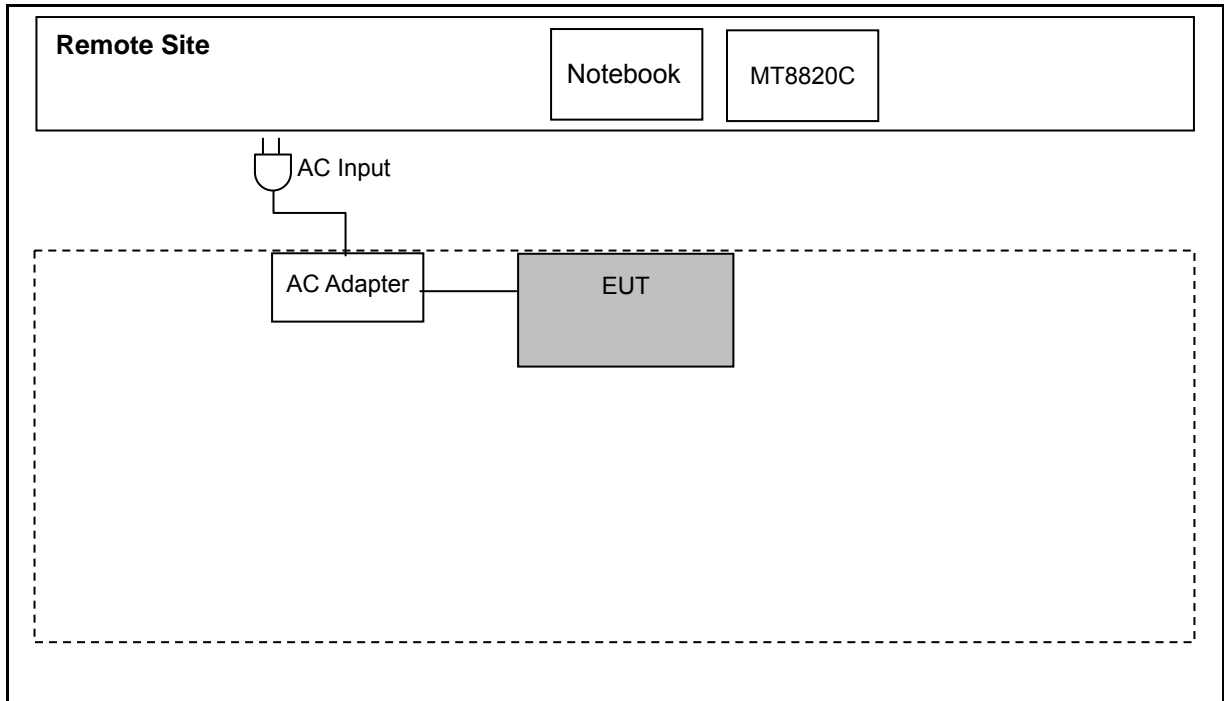 Remote Site
Notebook
MT8820C
AC Input
AC Adapter
EUT